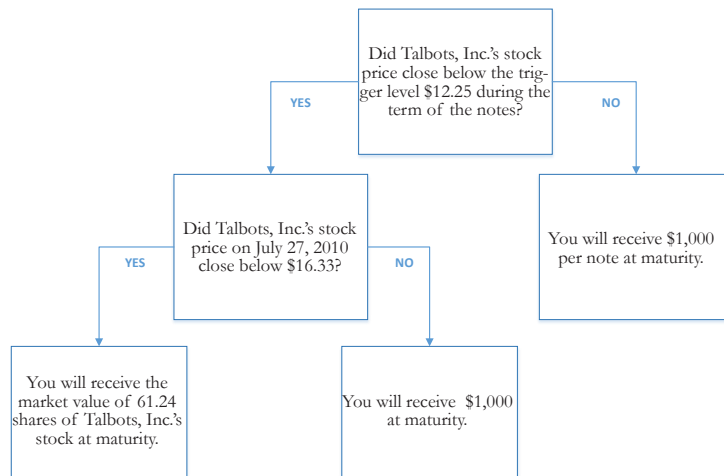 Did Talbots, Inc.'s stock
price close below the trig-
ger level $12.25 during the
term of the notes?
YES
NO
Did Talbots, Inc.'s stock
price on July 27, 2010
close below $16.33?
You will receive $1,000
per note at maturity.
YES
NO
You will receive the
market value of 61.24
shares of Talbots, Inc.'s
stock at maturity.
You will receive $1,000
at maturity.